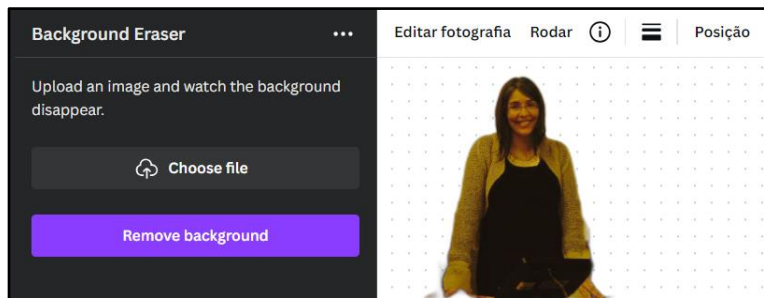 Background Eraser
Editar fotografia Rodar Posição
Upload an image and watch the background
disappear.
Choose file
Remove background